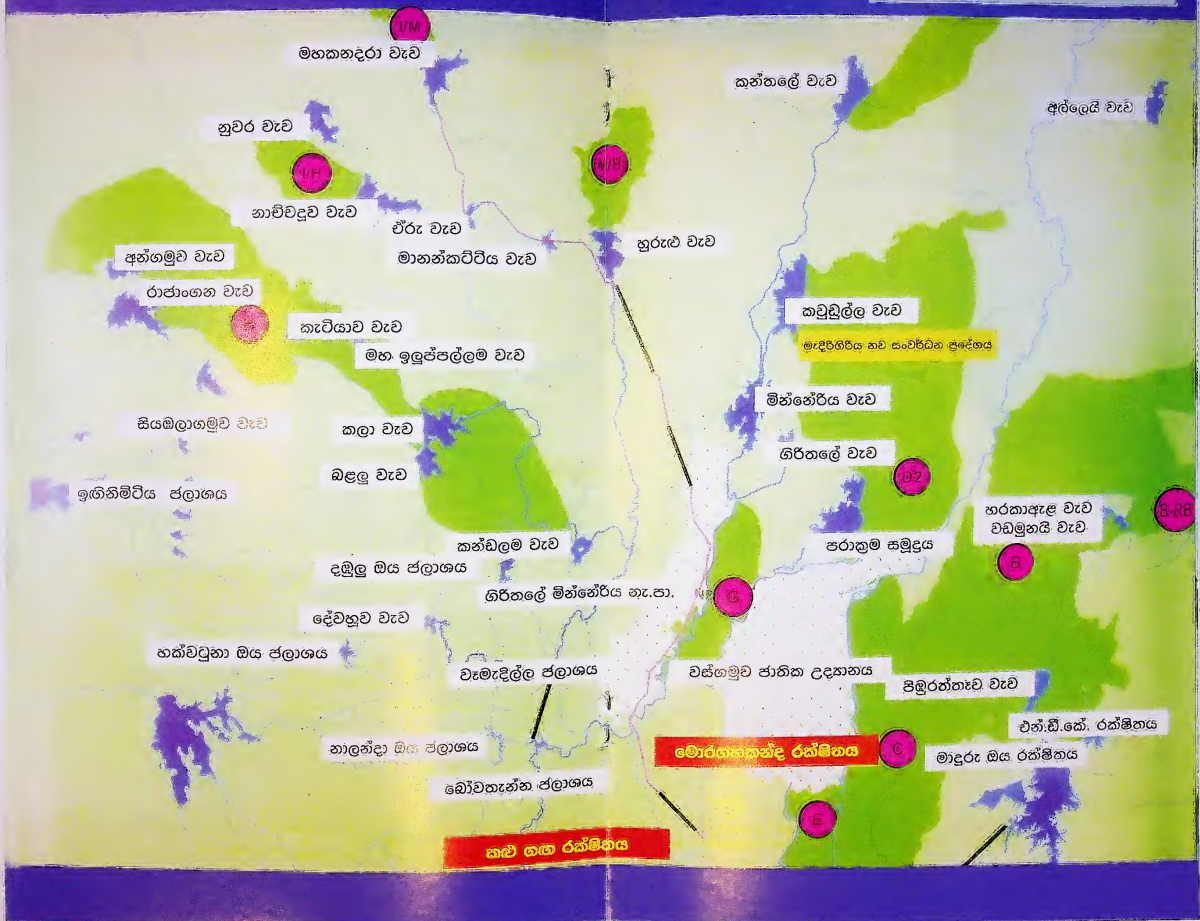 I/M
මහකනදරා වැව
කන්තලේ වැව
අල්ලෙයි වැව
නුවර වැව
I/H
M/H
නාච්චදූව වැව
ඒරු වැව
හුරුළු වැව
මානන්කට්ටිය වැව
අන්ගමුව වැව
රාජාංගන වැව
කවුඩුල්ල වැව
කැටියාව වැව
මැදිරිගිරිය නව සංවර්ධන ප්‍රදේශය
මහ ඉලුප්පල්ලම වැව
මින්නේරිය වැව
සියඹලාගමුව වැව
කලා වැව
ගිරිතලේ වැව
බළලු වැව
D2
ඉඟිනිමිටිය ජලාශය
හරකාඇළ වැව
වඩමුනයි වැව
B-RB
කන්ඩලම වැව
පරාක්‍රම සමුද්‍රය
B
දඹුලු ඔය ජලාශය
ගිරිතලේ මින්නේරිය නැ.පා.
G
දේවහුව වැව
හක්වටුනා ඔය ජලාශය
වෑමැදිල්ල ජලාශය
වස්ගමුව ජාතික උද්‍යානය
පිඹුරත්තෑව වැව
එන්.ඩී.කේ. රක්ෂිතය
නාලන්දා ඔය ජලාශය
මොරගහකන්ද රක්ෂිතය
C
මාදුරු ඔය රක්ෂිතය
බෝවතැන්න ජලාශය
E
කළු ගඟ රක්ෂිතය